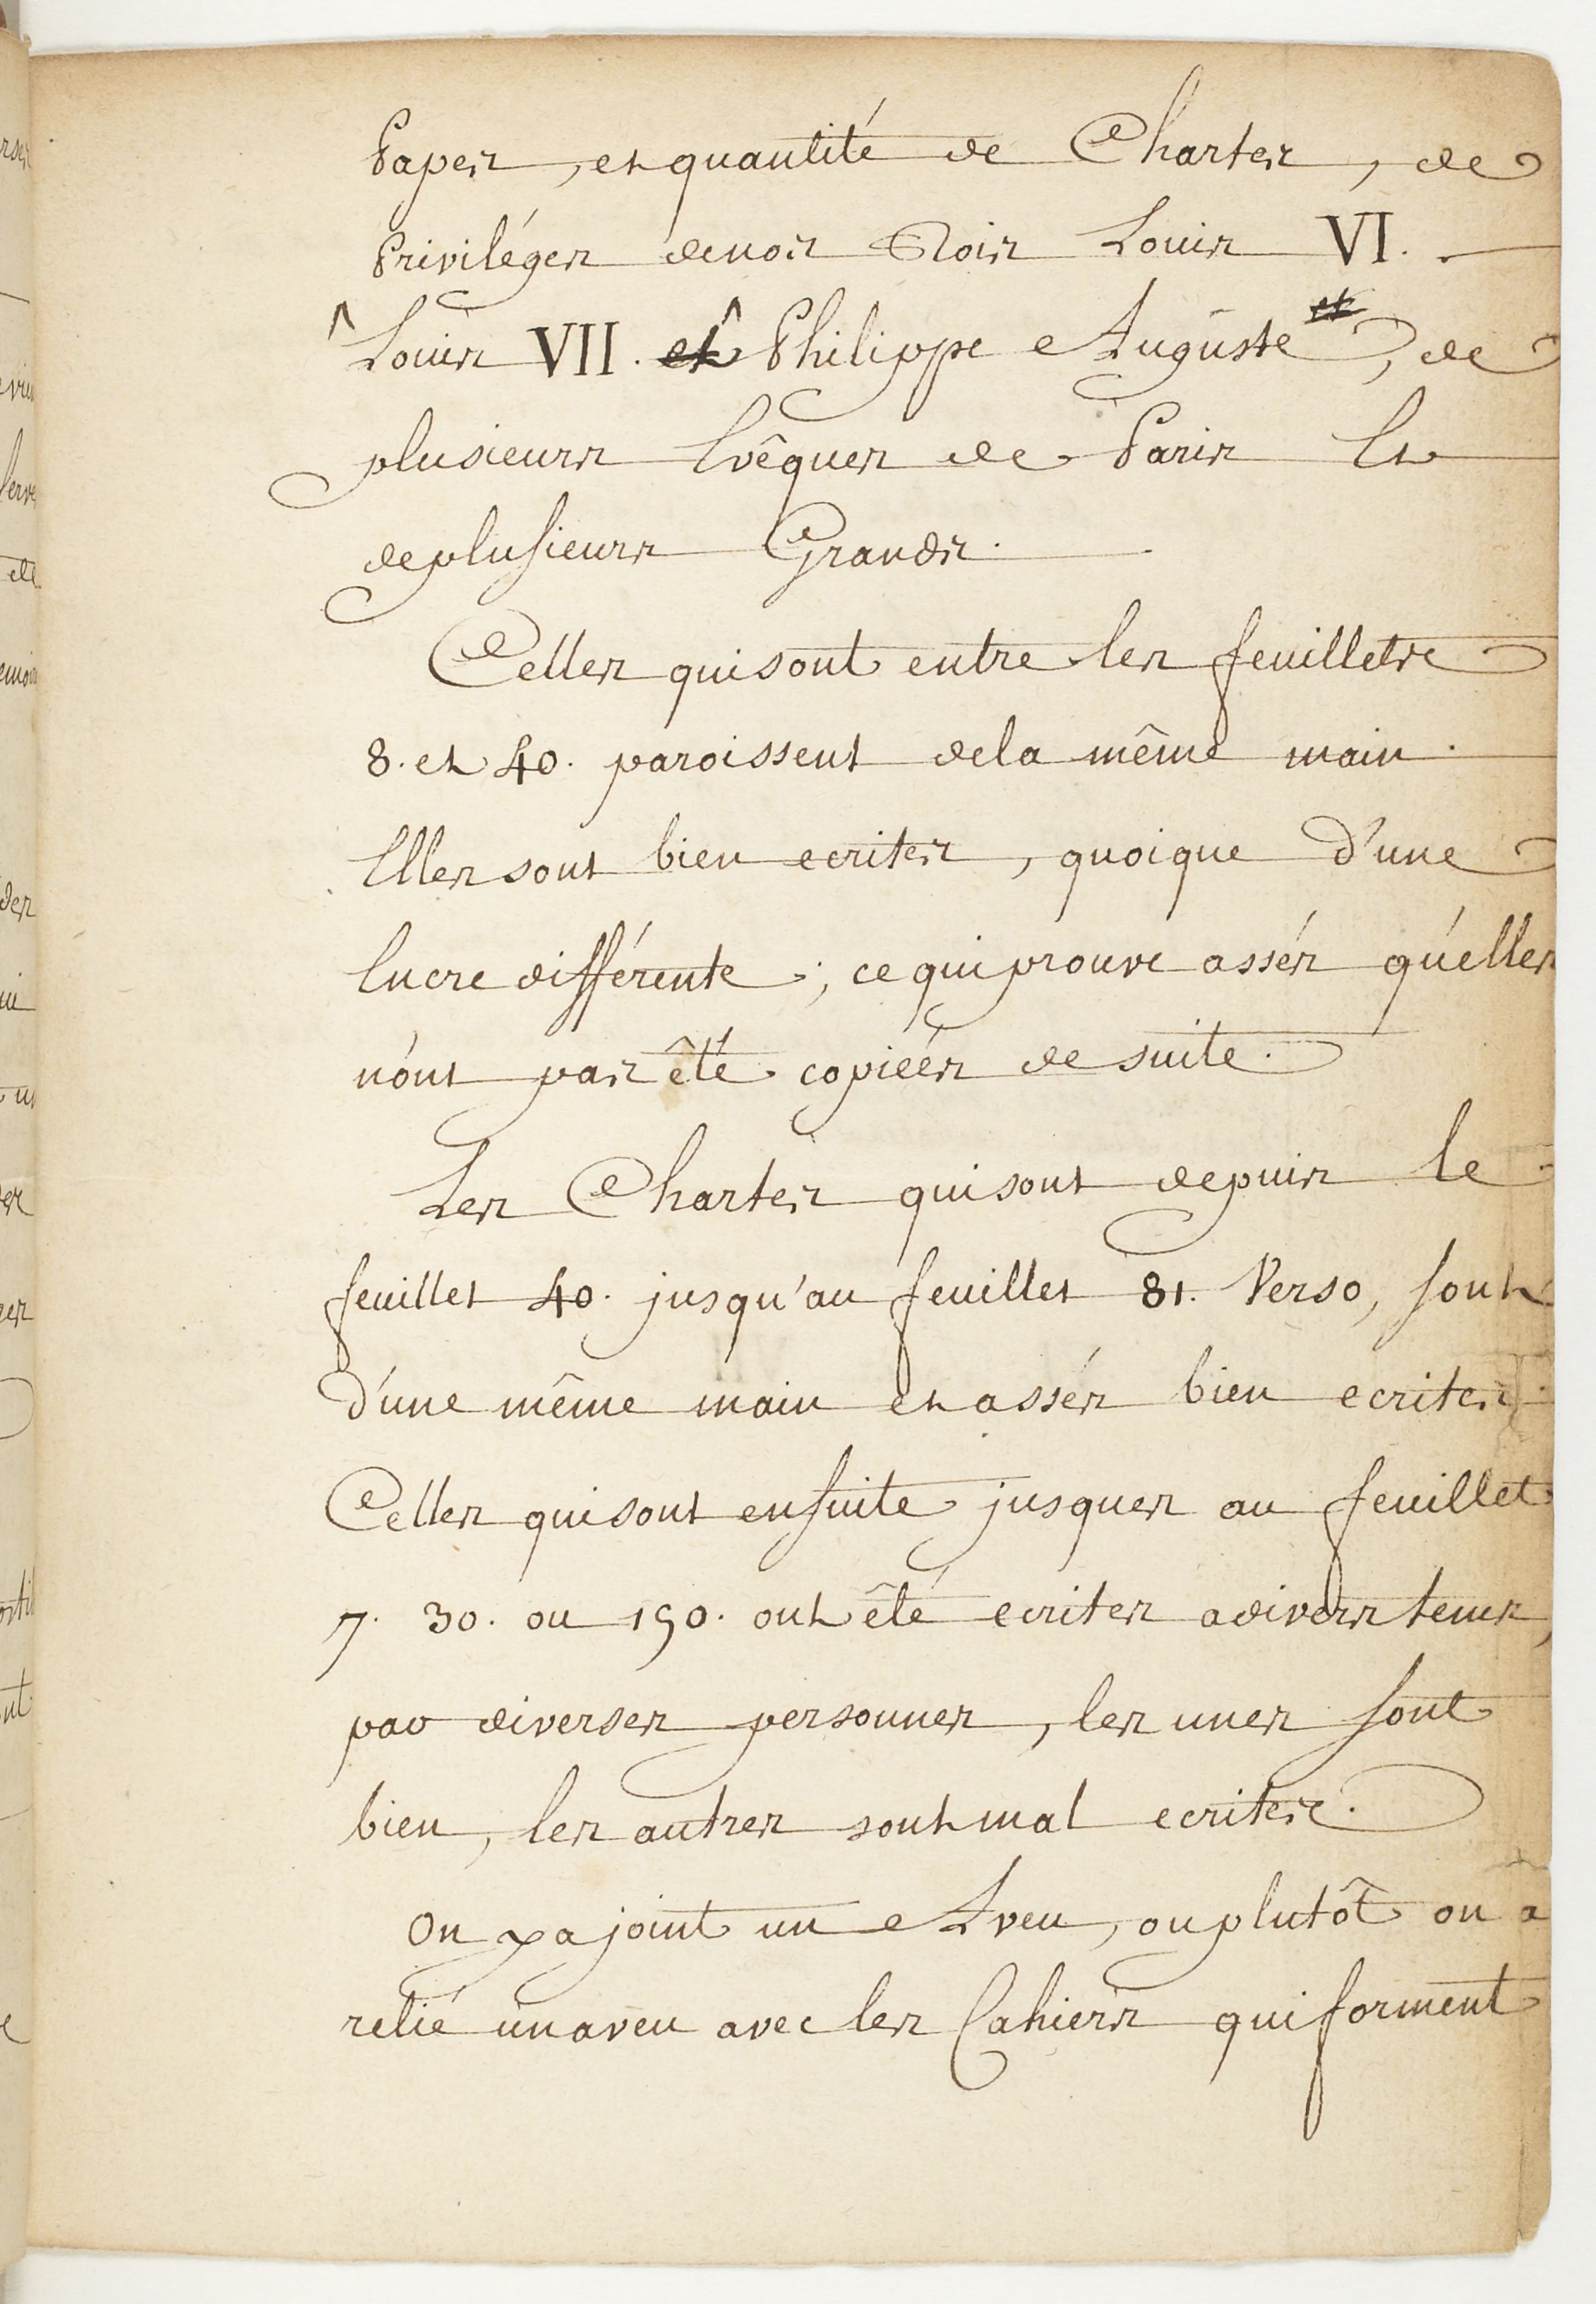 Papes, et quantité de Chartes, de
Privileges de nos Rois Louis VI.
^ Louis VII. et ^ Philippe Auguste et, de
plusieurs Evêques de Paris Et
de plusieurs Grands.
Celles qui sont entre les feuillets
8. et 40. paroissent de la même main.
Elles sont bien ecrites, quoique d'une
Encre différente; ce qui prouve assés qu'elles
n'ont pas êté copiées de suite.
Les Chartes qui sont depuis le
feuillet 40. jusqu'au feuillet 81. Verso, sont
d'une même main et assés bien ecrites.
Celles qui sont ensuite jusques au feuillet
7. 30. ou 190. ont êté ecrites a divers tems,
par diverses personnes, les unes sont
bien, les autres sont mal ecrites.
On y a joint un Aveu, ou plutôt on a
relié un aveu avec les Cahiers qui forment